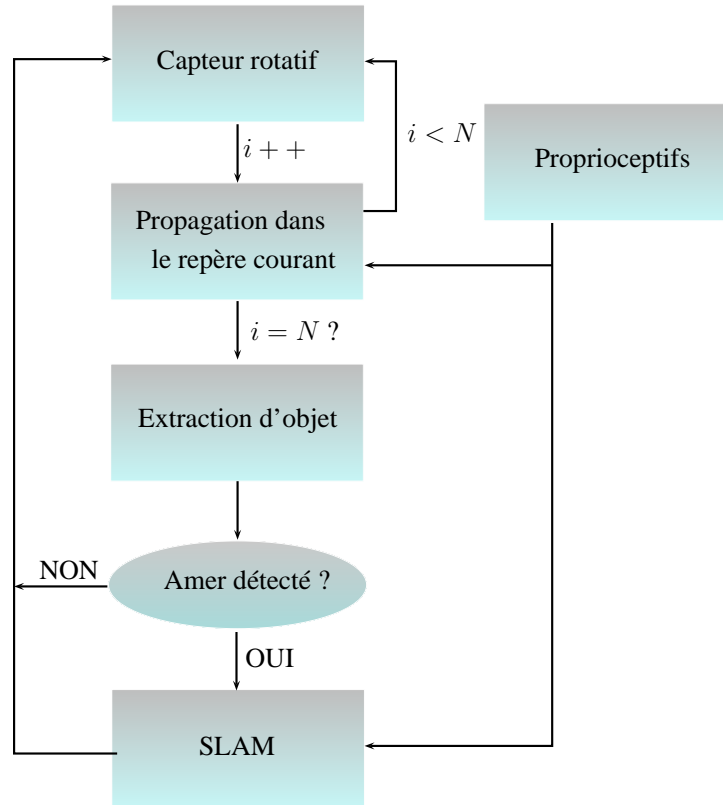 Capteur rotatif
i < N
i + +
Proprioceptifs
Propagation dans
le repère courant
i = N ?
Extraction d'objet
NON
Amer détecté ?
OUI
SLAM